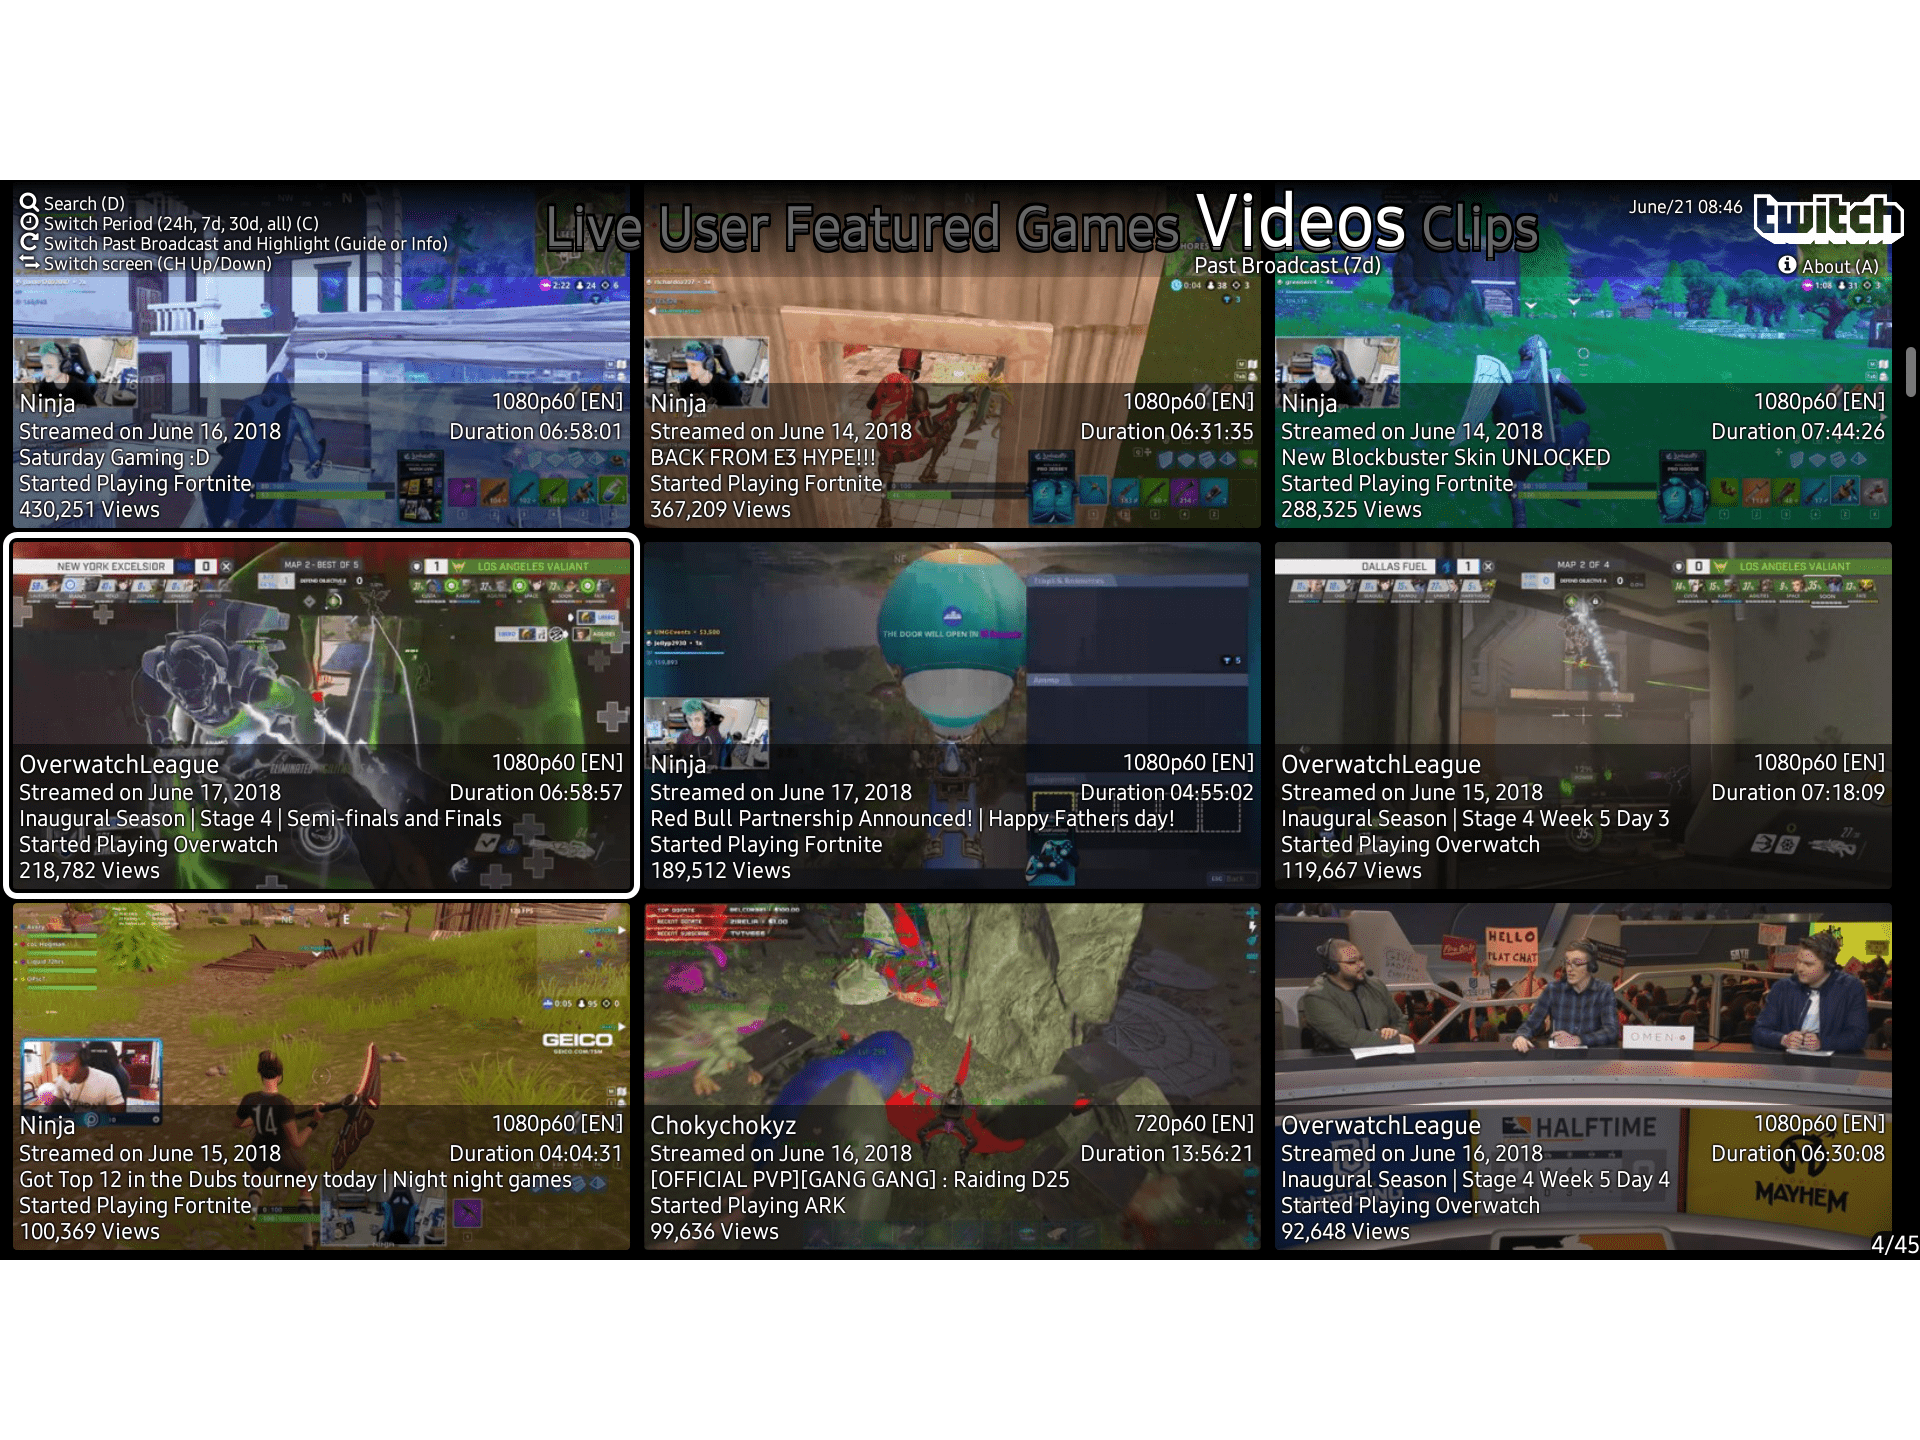 Search (D)
Switch Period (24h, 7d, 30d, all) (C)
Switch Past Broadcast and Highlight (Guide or Info)
Switch screen (CH Up/Down)
Live User Featured Games Videos Clips
Past Broadcast (7d)
June/21 08:46
twitch
About (A)
Ninja
1080p60 [EN]
Streamed on June 16, 2018
Duration 06:58:01
Saturday Gaming :D
Started Playing Fortnite
430,251 Views
Ninja
1080p60 [EN]
Streamed on June 14, 2018
Duration 06:31:35
BACK FROM E3 HYPE!!!
Started Playing Fortnite
367,209 Views
Ninja
1080p60 [EN]
Streamed on June 14, 2018
Duration 07:44:26
New Blockbuster Skin UNLOCKED
Started Playing Fortnite
288,325 Views
NEW YORK EXCELSIOR 0
MAP 2 - BEST OF 5
1 LOS ANGELES VALIANT
OverwatchLeague
1080p60 [EN]
Streamed on June 17, 2018
Duration 06:58:57
Inaugural Season | Stage 4 | Semi-finals and Finals
Started Playing Overwatch
218,782 Views
THE DOOR WILL OPEN IN
Ninja
1080p60 [EN]
Streamed on June 17, 2018
Duration 04:55:02
Red Bull Partnership Announced! | Happy Fathers day!
Started Playing Fortnite
189,512 Views
DALLAS FUEL 1
MAP 2 OF 4
0 LOS ANGELES VALIANT
OverwatchLeague
1080p60 [EN]
Streamed on June 15, 2018
Duration 07:18:09
Inaugural Season | Stage 4 Week 5 Day 3
Started Playing Overwatch
119,667 Views
NE E
GEICO
GEICO.COM/TSM
14
Ninja
1080p60 [EN]
Streamed on June 15, 2018
Duration 04:04:31
Got Top 12 in the Dubs tourney today | Night night games
Started Playing Fortnite
100,369 Views
Chokychokyz
720p60 [EN]
Streamed on June 16, 2018
Duration 13:56:21
[OFFICIAL PVP][GANG GANG] : Raiding D25
Started Playing ARK
99,636 Views
HELLO
FLAT CHAT
OMEN
HALFTIME
MAYHEM
OverwatchLeague
1080p60 [EN]
Streamed on June 16, 2018
Duration 06:30:08
Inaugural Season | Stage 4 Week 5 Day 4
Started Playing Overwatch
92,648 Views
4/45